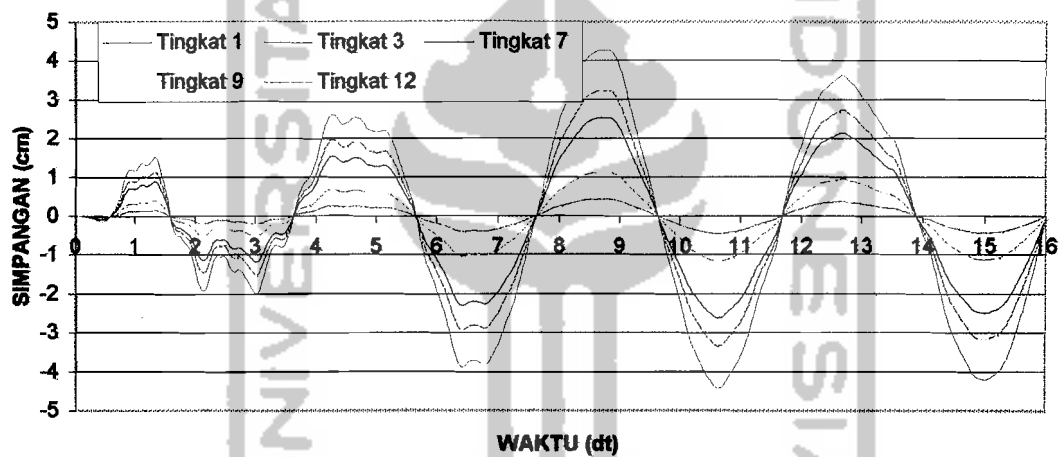 5
Tingkat 1 Tingkat 3 Tingkat 7
4
Tingkat 9 Tingkat 12
3
2
1
0
0 1 2 3 4 5 6 7 8 9 10 11 12 13 14 15 16
-1
-2
-3
-4
-5
SIMPANGAN (cm)
WAKTU (dt)
NIVERSITA
DONESI